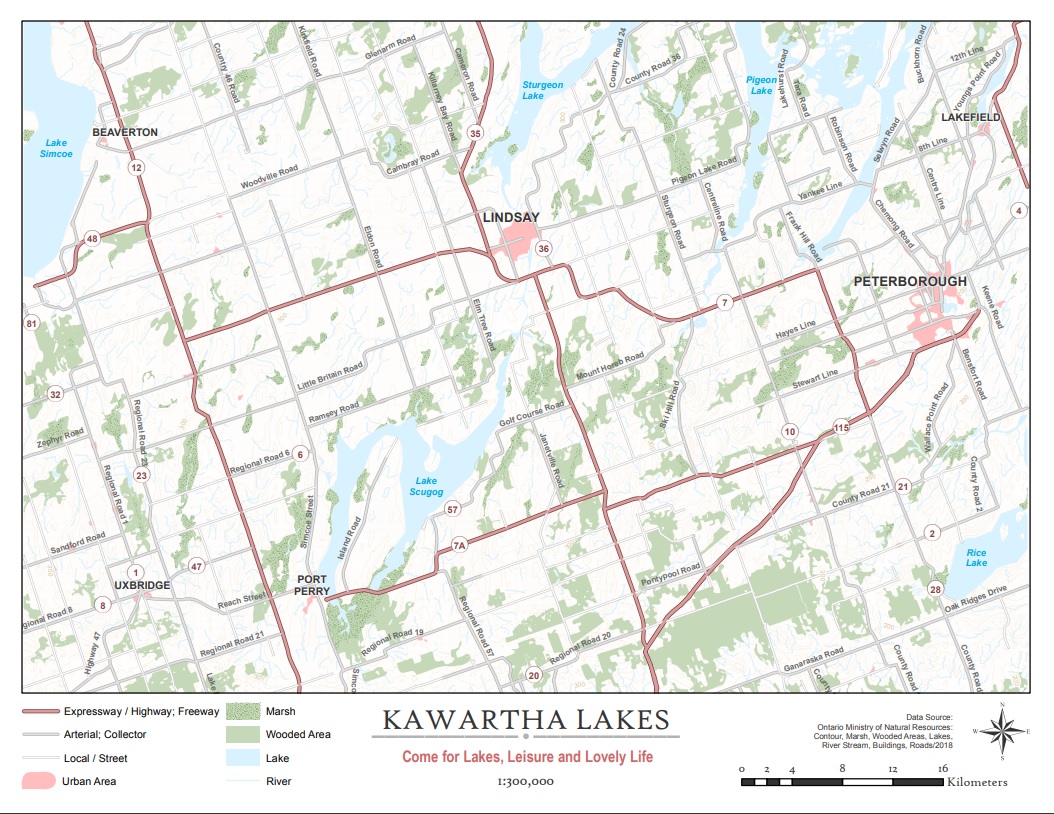 Country 46 Road
Kirkfield Road
Glenarm Road
Cameron Road
Killarney Bay Road
Sturgeon
Lake
County Road 24
County Road 36
Pigeon
Lake
Lakehurst Road
Tara Road
Buckhorn Road
12th Line
Youngs Point Road
LAKEFIELD
BEAVERTON
Lake
Simcoe
12
35
Robinson Road
Selwyn Road
8th Line
Woodville Road
Cambray Road
Pigeon Lake Road
Yankee Line
Centre Line
Centreline Road
Sturgeon Road
Chemong Road
4
LINDSAY
Frank Hill Road
48
Eldon Road
36
PETERBOROUGH
Keene Road
81
7
Elm Tree Road
Hayes Line
Little Britain Road
Mount Horeb Road
Stewart Line
Bensfort Road
32
Ramsey Road
Golf Course Road
Ski Hill Road
Wallace Point Road
Regional Road 23
Zephyr Road
10
115
Janetville Road
Regional Road 6
6
Regional Road 1
23
Lake
Scugog
County Road 21
21
County Road 2
57
Simcoe Street
Island Road
Sandford Road
7A
2
Rice
Lake
1
47
UXBRIDGE
PORT
PERRY
Pontypool Road
28
8
Reach Street
Oak Ridges Drive
gional Road 8
Regional Road 57
Regional Road 19
Regional Road 21
Highway 47
Regional Road 20
20
Ganaraska Road
Lake
Simco
County
County Road
County Road
Expressway / Highway; Freeway
Arterial; Collector
Local / Street
Urban Area
Marsh
Wooded Area
Lake
River
KAWARTHA LAKES
Come for Lakes, Leisure and Lovely Life
1:300,000
Data Source:
Ontario Ministry of Natural Resources:
Contour, Marsh, Wooded Areas, Lakes,
River Stream, Buildings, Roads/2018
N
W E
S
0 2 4 8 12 16
Kilometers